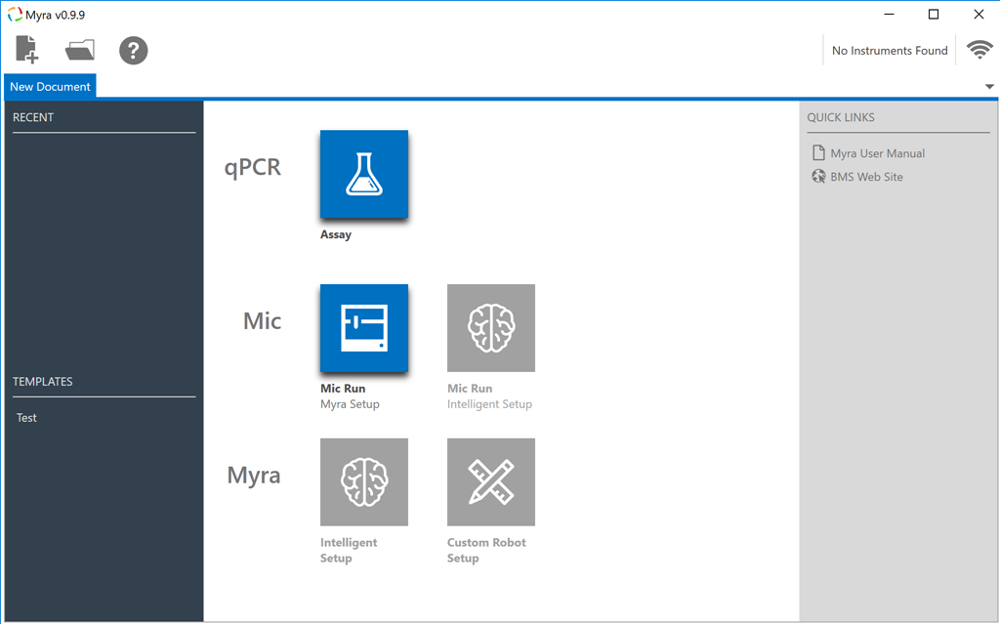 Myra v0.9.9
?
No Instruments Found
New Document
RECENT
TEMPLATES
Test
qPCR
Assay
Mic
Mic Run
Myra Setup
Mic Run
Intelligent Setup
Myra
Intelligent
Setup
Custom Robot
Setup
QUICK LINKS
Myra User Manual
BMS Web Site